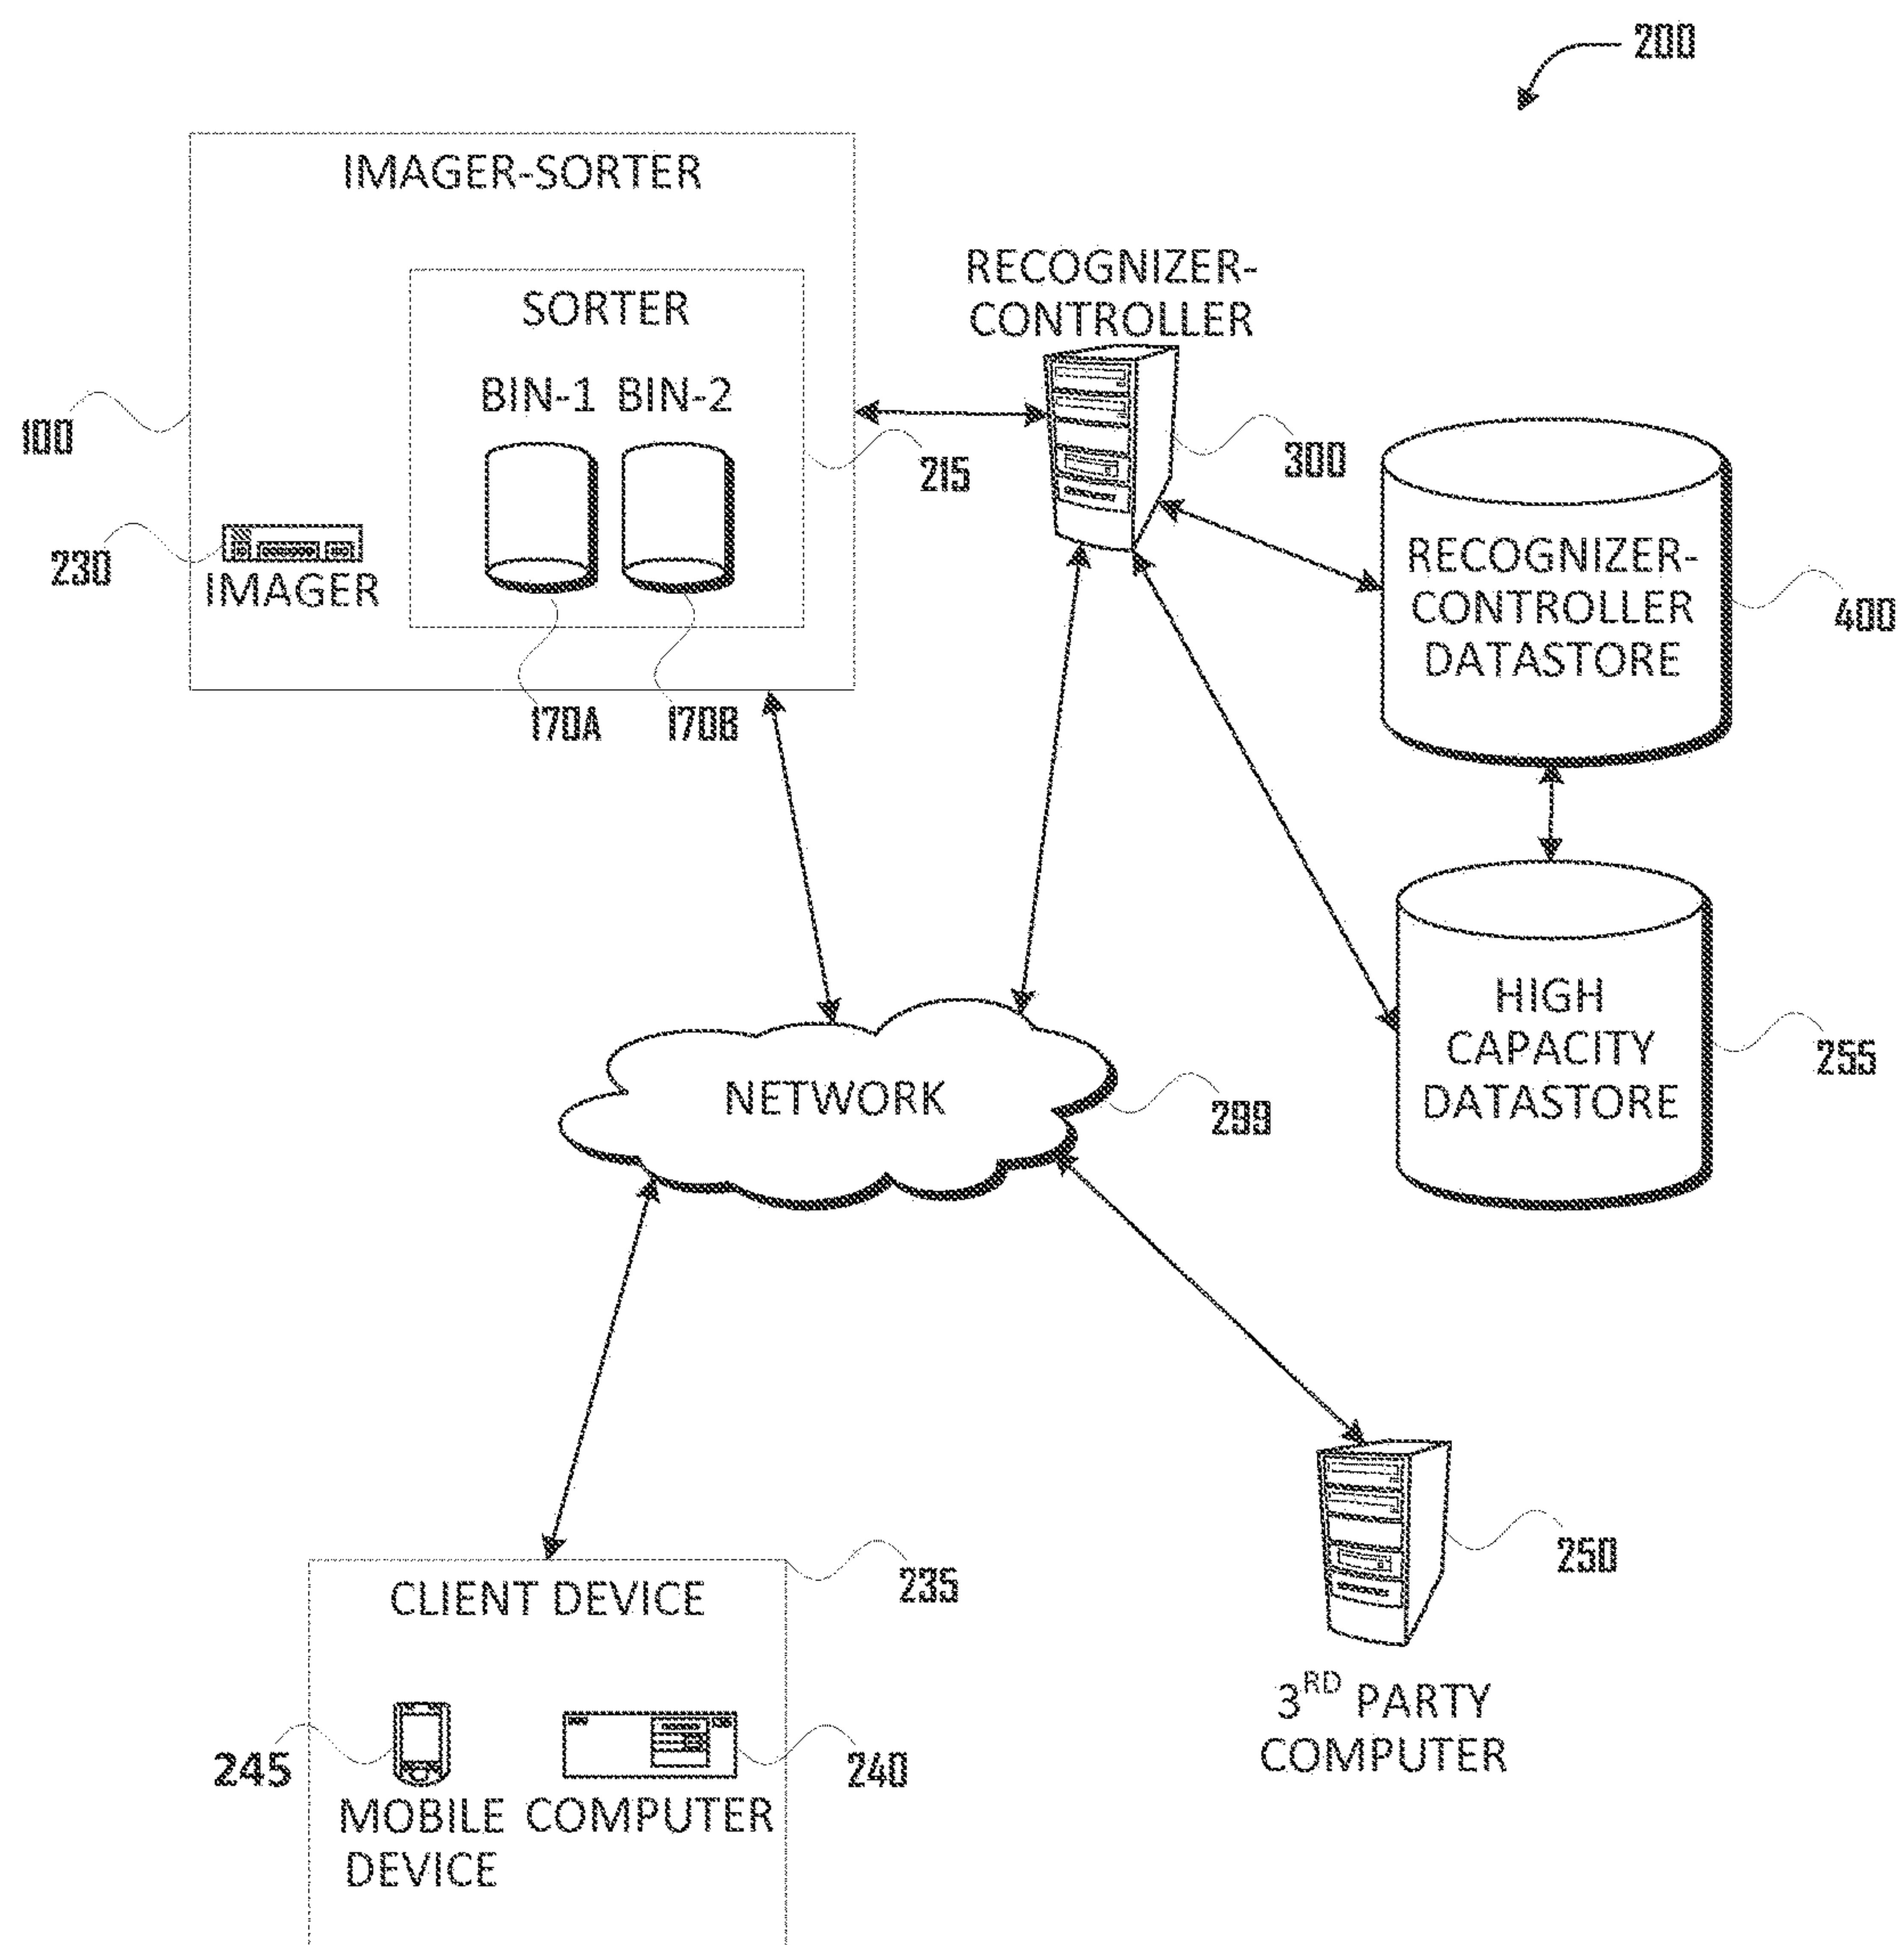 200
IMAGER-SORTER
SORTER
BIN-1 BIN-2
100
230
IMAGER
215
170A
170B
RECOGNIZER-
CONTROLLER
300
RECOGNIZER-
CONTROLLER
DATASTORE
400
HIGH
CAPACITY
DATASTORE
255
NETWORK
299
CLIENT DEVICE
235
245
MOBILE
DEVICE
COMPUTER
240
250
3RD PARTY
COMPUTER